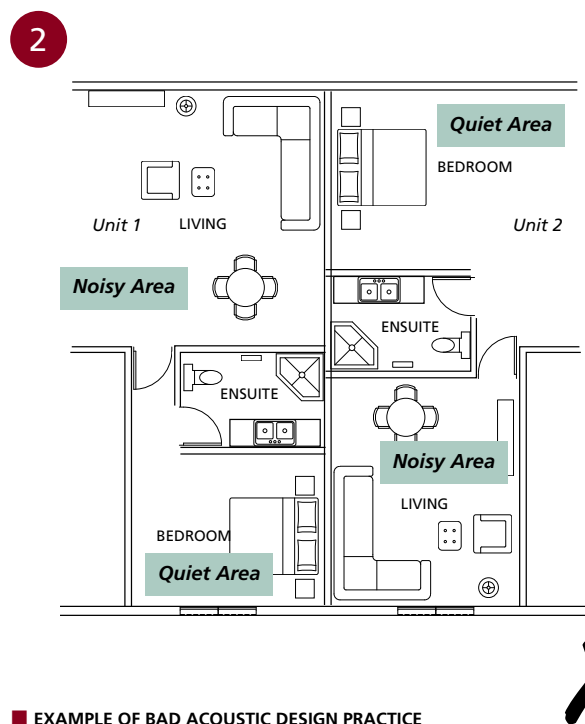 2
Quiet Area
BEDROOM
Unit 1
LIVING
Unit 2
Noisy Area
ENSUITE
ENSUITE
Noisy Area
LIVING
BEDROOM
Quiet Area
EXAMPLE OF BAD ACOUSTIC DESIGN PRACTICE